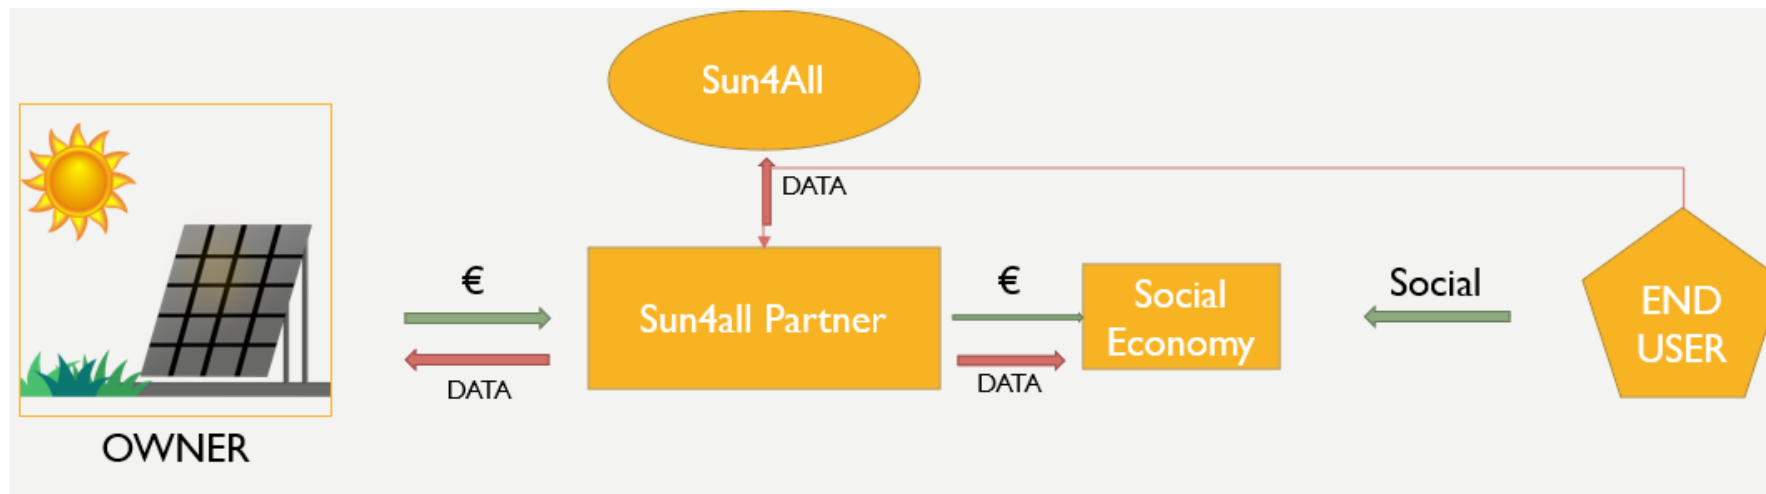 Sun4All
DATA
€
Sun4all Partner
DATA
€
DATA
Social
Economy
Social
END
USER
OWNER